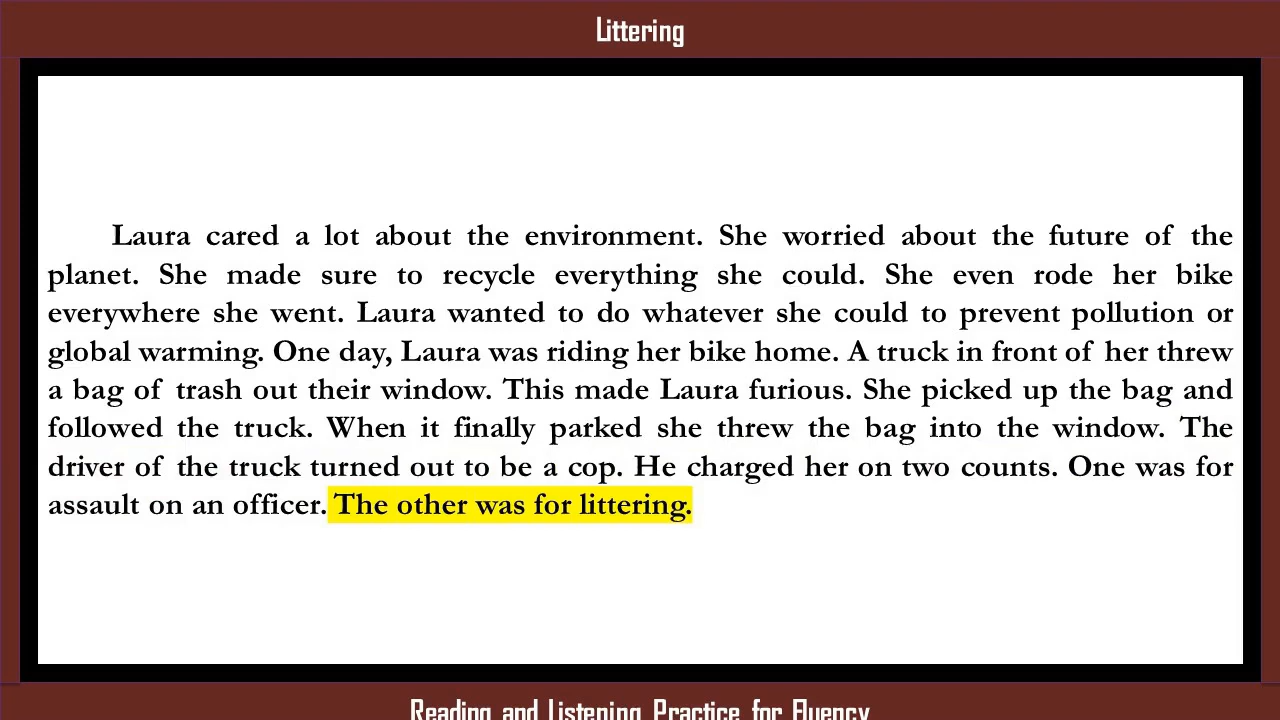 Littering
Laura cared a lot about the environment. She worried about the future of the
planet. She made sure to recycle everything she could. She even rode her bike
everywhere she went. Laura wanted to do whatever she could to prevent pollution or
global warming. One day, Laura was riding her bike home. A truck in front of her threw
a bag of trash out their window. This made Laura furious. She picked up the bag and
followed the truck. When it finally parked she threw the bag into the window. The
driver of the truck turned out to be a cop. He charged her on two counts. One was for
assault on an officer. The other was for littering.
Reading and Listening Practice for Fluency